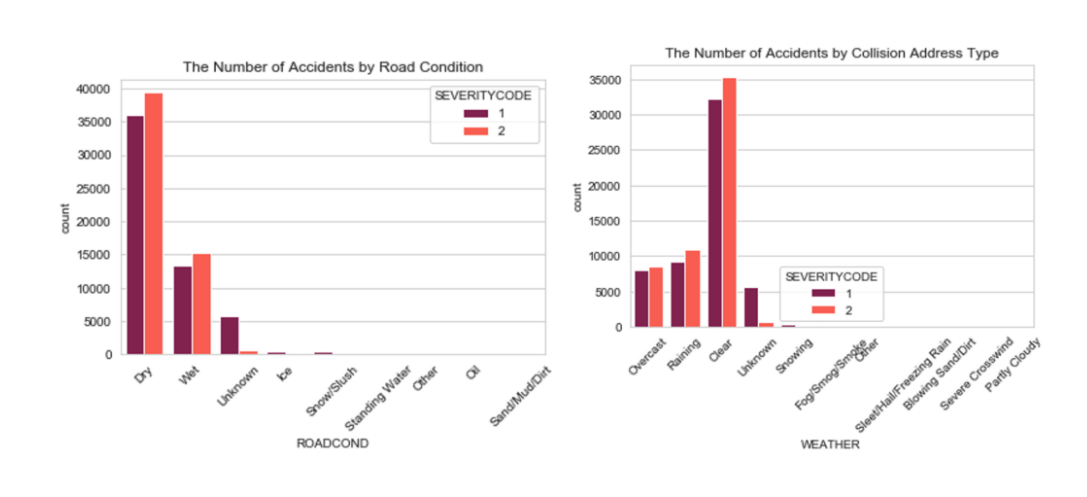 The Number of Accidents by Road Condition
SEVERITYCODE
1
2
40000
35000
30000
25000
20000
15000
10000
5000
0
count
Dry
Wet
Unknown
Ice
Snow/Slush
Standing Water
Other
Oil
Sand/Mud/Dirt
ROADCOND
The Number of Accidents by Collision Address Type
35000
30000
25000
20000
15000
10000
5000
0
count
SEVERITYCODE
1
2
Overcast
Raining
Clear
Unknown
Snowing
Fog/Smog/Smoke
Other
Sleet/Hail/Freezing Rain
Blowing Sand/Dirt
Severe Crosswind
Partly Cloudy
WEATHER